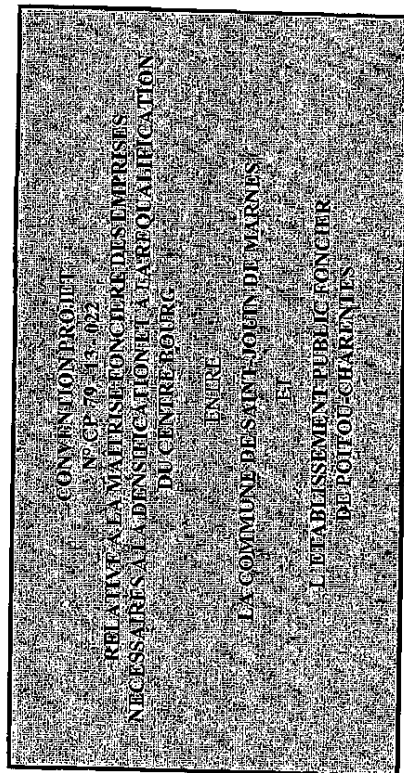 CONVENTION PROJET
N° CP 79 - 13 - 022
RELATIVE A LA MAITRISE FONCIERE DES EMPRISES
NECESSAIRES A LA DENSIFICATION ET A LA REQUALIFICATION
DU CENTRE BOURG
ENTRE
LA COMMUNE DE SAINT-JOUIN DE MARNES
ET
L'ETABLISSEMENT PUBLIC FONCIER
DE POITOU-CHARENTES